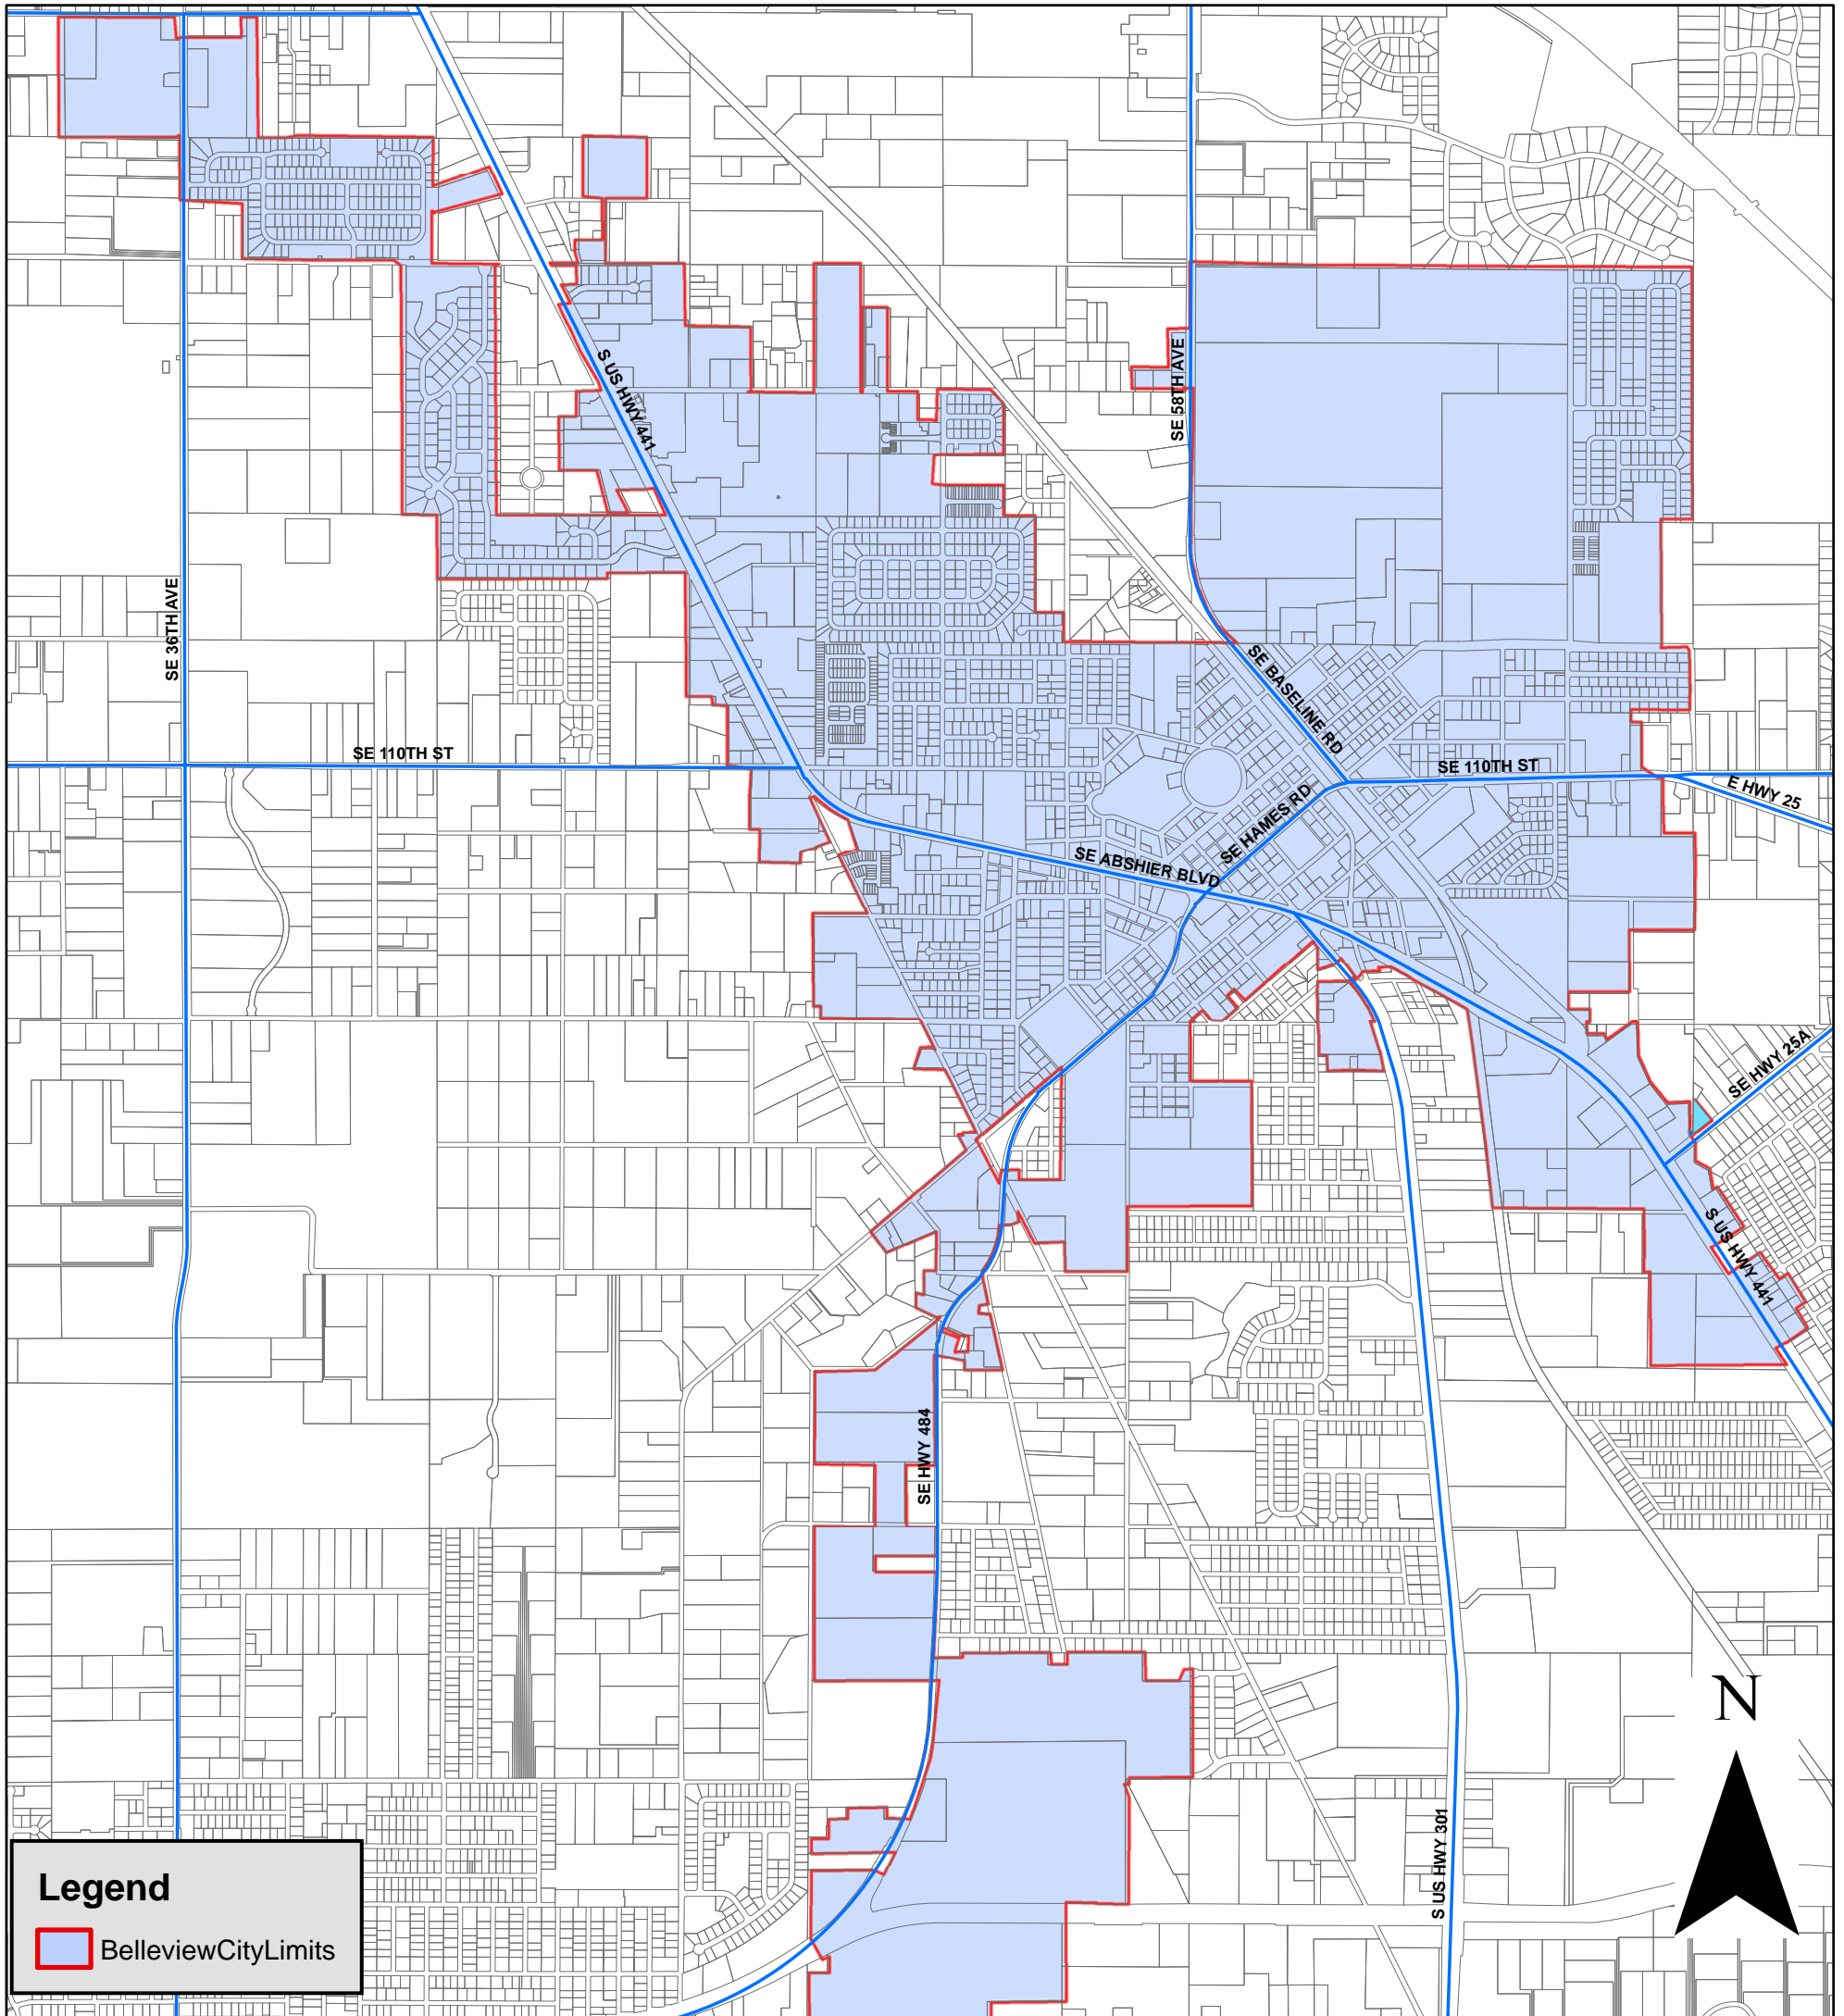 S US HWY 441
SE 58TH AVE
SE 36TH AVE
SE BASELINE RD
SE 110TH ST
SE 110TH ST
E HWY 25
SE HAMES RD
SE ABSHIER BLVD
SE HWY 25A
S US HWY 441
SE HWY 484
N
S US HWY 301
Legend
BelleviewCityLimits